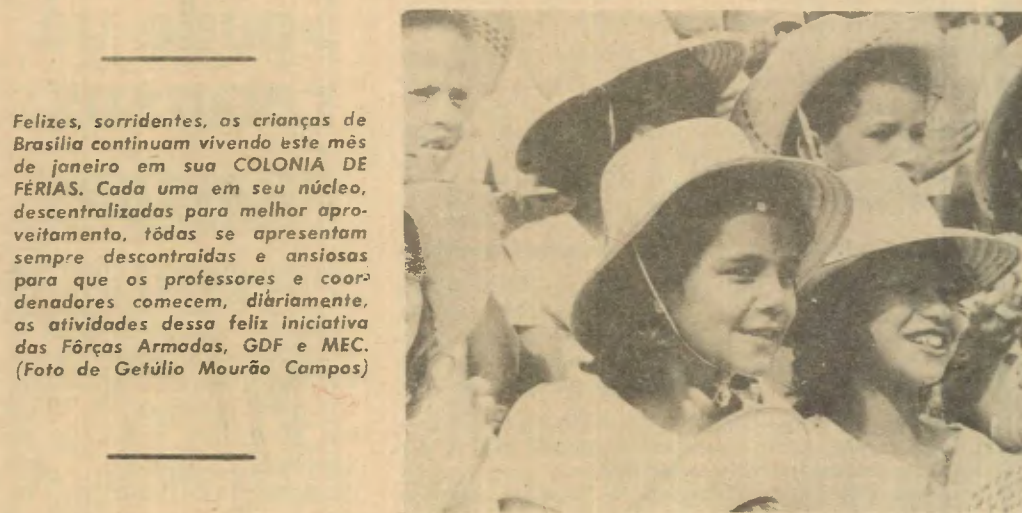 Felizes, sorridentes, as crianças de
Brasília continuam vivendo êste mês
de janeiro em sua COLONIA DE
FÉRIAS. Cada uma em seu núcleo,
descentralizadas para melhor apro-
veitamento, tôdas se apresentam
sempre descontraídas e ansiosas
para que os professores e coor-
denadores comecem, diàriamente,
as atividades dessa feliz iniciativa
das Fôrças Armadas, GDF e MEC.
(Foto de Getúlio Mourão Campos)